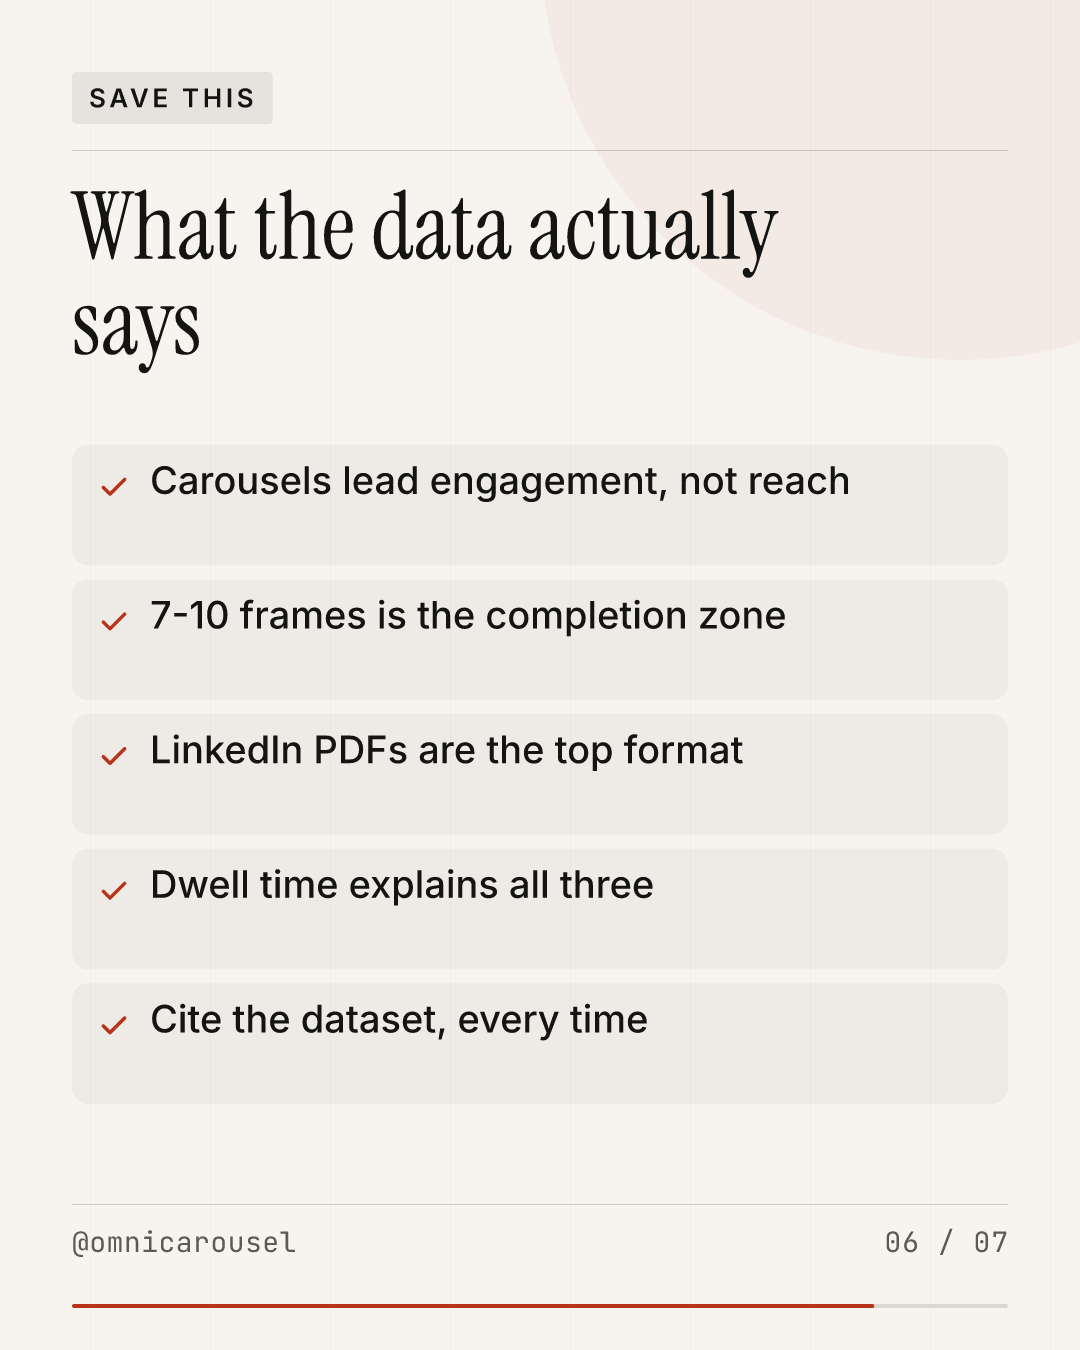 SAVE THIS
What the data actually
says
Carousels lead engagement, not reach
7-10 frames is the completion zone
LinkedIn PDFs are the top format
Dwell time explains all three
Cite the dataset, every time
@omnicarousel
06 / 07